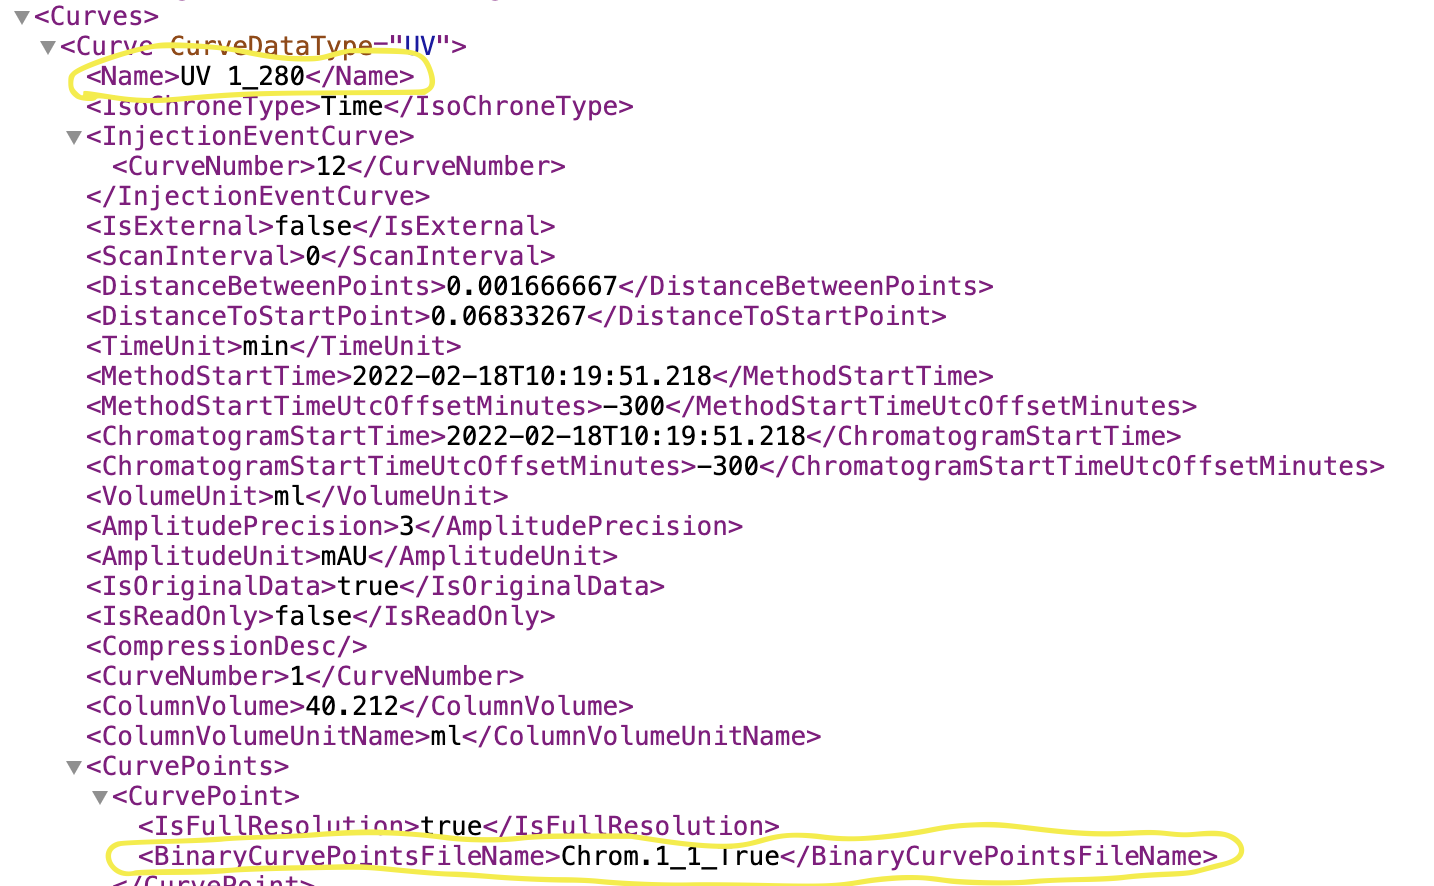 <Curves>
<Curve CurveDataType="UV">
<Name>UV 1_280</Name>
<IsoChroneType>Time</IsoChroneType>
<InjectionEventCurve>
<CurveNumber>12</CurveNumber>
</InjectionEventCurve>
<IsExternal>false</IsExternal>
<ScanInterval>0</ScanInterval>
<DistanceBetweenPoints>0.001666667</DistanceBetweenPoints>
<DistanceToStartPoint>0.06833267</DistanceToStartPoint>
<TimeUnit>min</TimeUnit>
<MethodStartTime>2022-02-18T10:19:51.218</MethodStartTime>
<MethodStartTimeUtcOffsetMinutes>-300</MethodStartTimeUtcOffsetMinutes>
<ChromatogramStartTime>2022-02-18T10:19:51.218</ChromatogramStartTime>
<ChromatogramStartTimeUtcOffsetMinutes>-300</ChromatogramStartTimeUtcOffsetMinutes>
<VolumeUnit>ml</VolumeUnit>
<AmplitudePrecision>3</AmplitudePrecision>
<AmplitudeUnit>mAU</AmplitudeUnit>
<IsOriginalData>true</IsOriginalData>
<IsReadOnly>false</IsReadOnly>
<CompressionDesc/>
<CurveNumber>1</CurveNumber>
<ColumnVolume>40.212</ColumnVolume>
<ColumnVolumeUnitName>ml</ColumnVolumeUnitName>
<CurvePoints>
<CurvePoint>
<IsFullResolution>true</IsFullResolution>
<BinaryCurvePointsFileName>Chrom.1_1_True</BinaryCurvePointsFileName>
</CurvePoint>